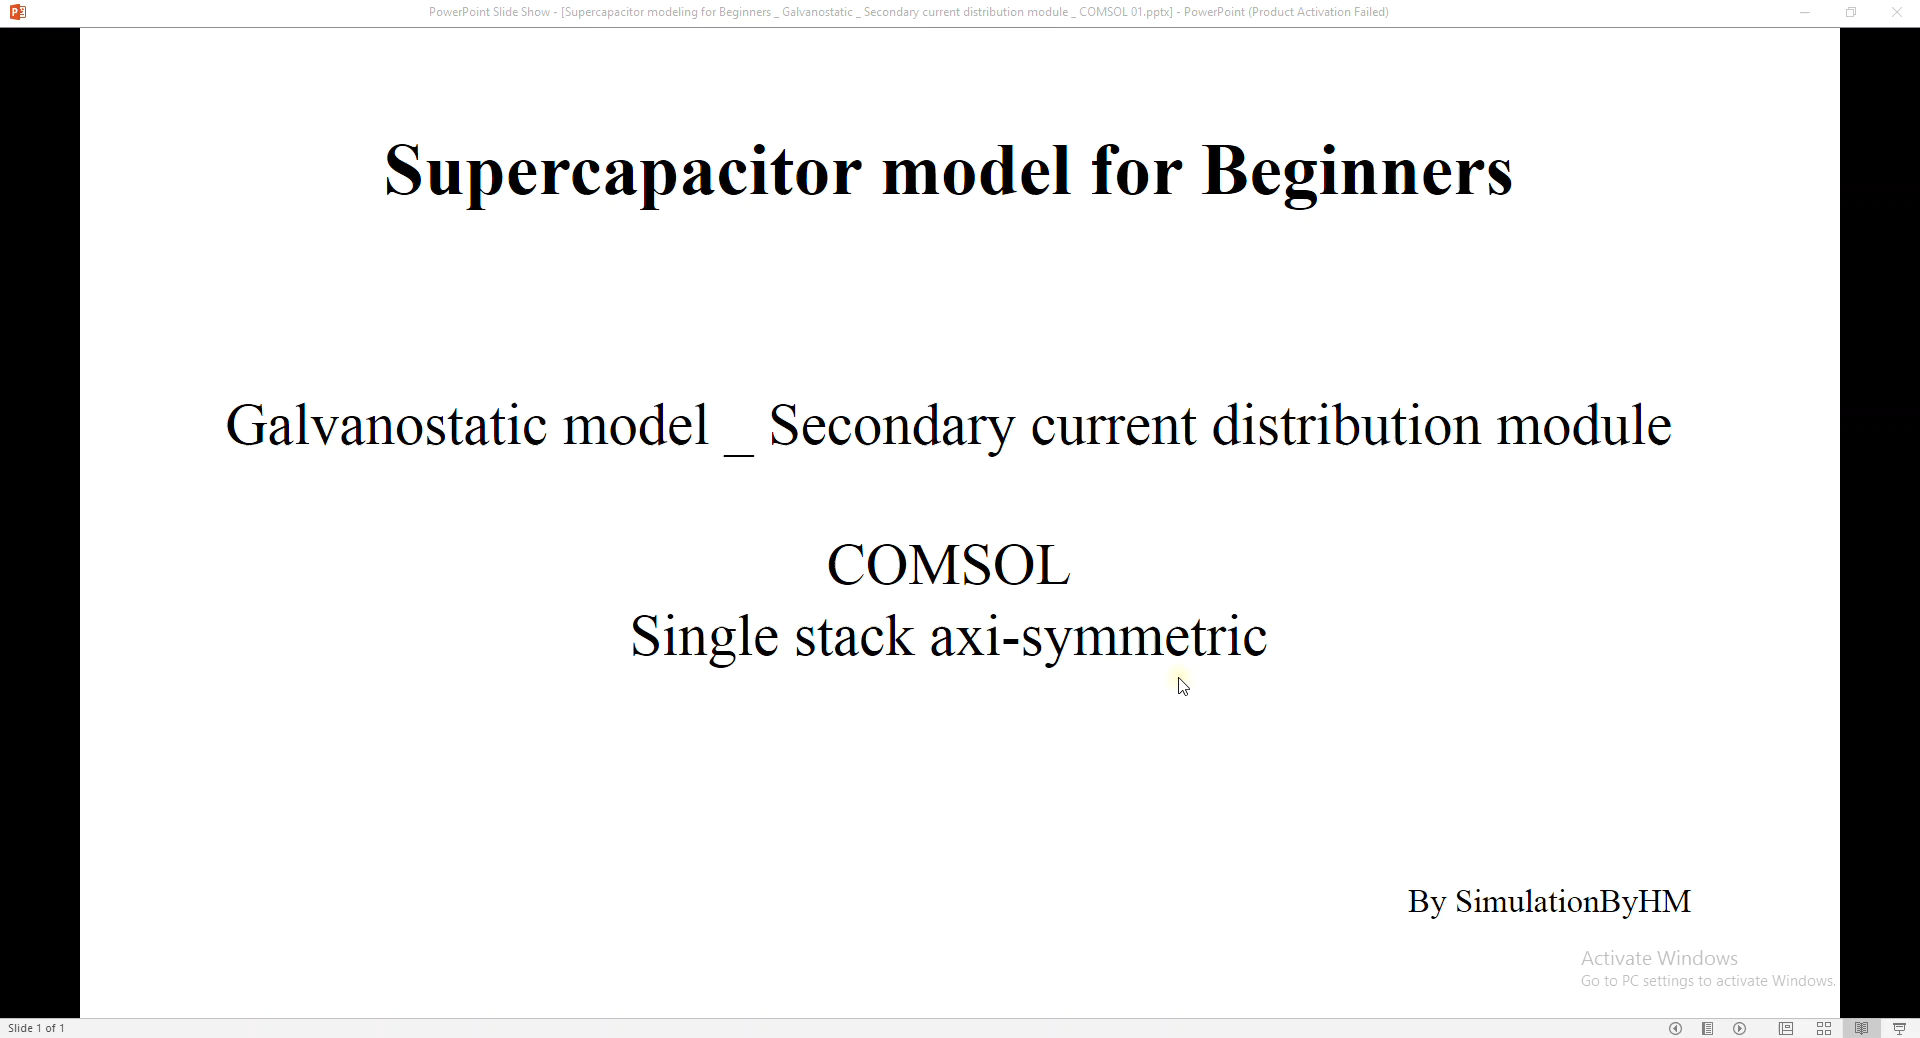 PowerPoint Slide Show - [Supercapacitor modeling for Beginners _ Galvanostatic _ Secondary current distribution module _ COMSOL 01.pptx] - PowerPoint (Product Activation Failed)
Supercapacitor model for Beginners
Galvanostatic model _ Secondary current distribution module
COMSOL
Single stack axi-symmetric
By SimulationByHM
Activate Windows
Go to PC settings to activate Windows.
Slide 1 of 1